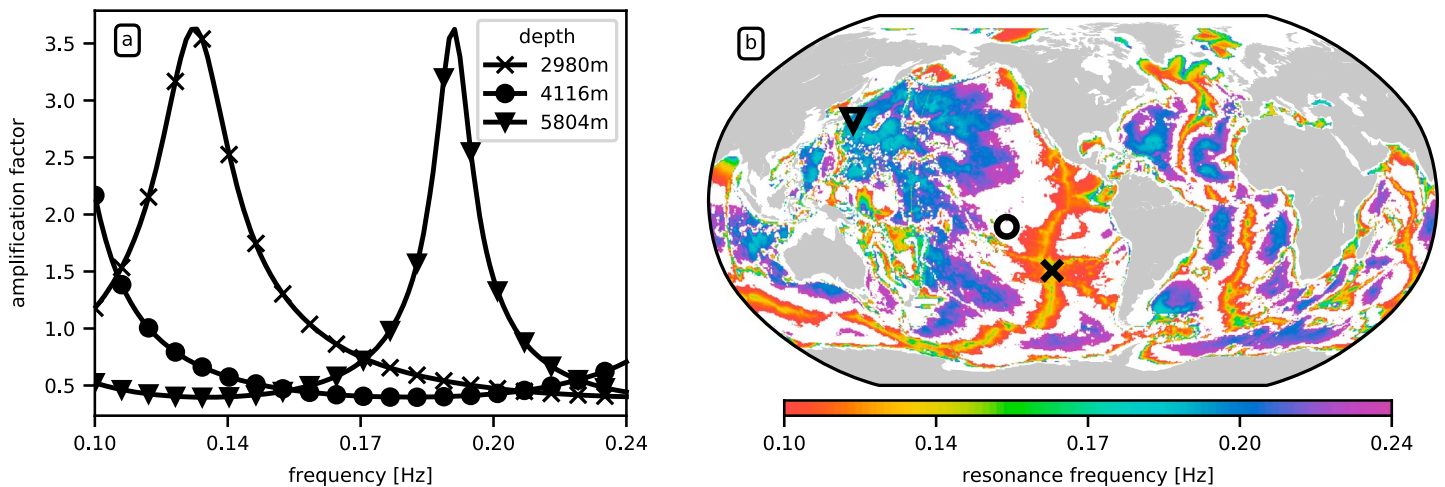 a
depth
2980m
4116m
5804m
3.5
3.0
2.5
2.0
1.5
1.0
0.5
amplification factor
0.10
0.14
0.17
0.20
0.24
frequency [Hz]
b
0.10
0.14
0.17
0.20
0.24
resonance frequency [Hz]